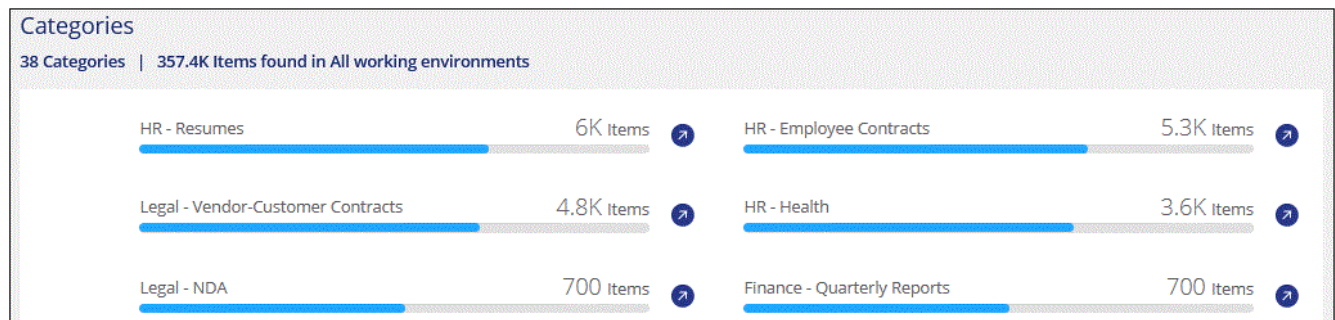 Categories
38 Categories | 357.4K Items found in All working environments
HR - Resumes 6K Items
HR - Employee Contracts 5.3K Items
Legal - Vendor-Customer Contracts 4.8K Items
HR - Health 3.6K Items
Legal - NDA 700 Items
Finance - Quarterly Reports 700 Items